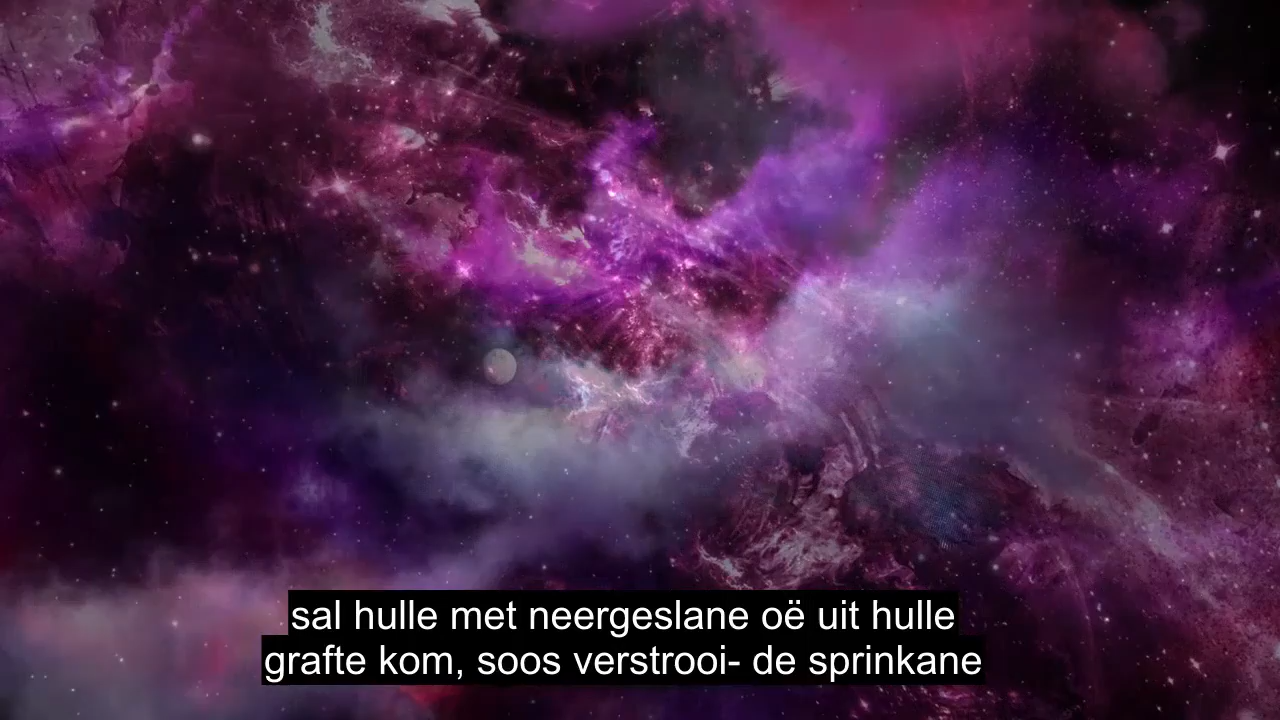 sal hulle met neergeslane oë uit hulle
grafte kom, soos verstrooi- de sprinkane